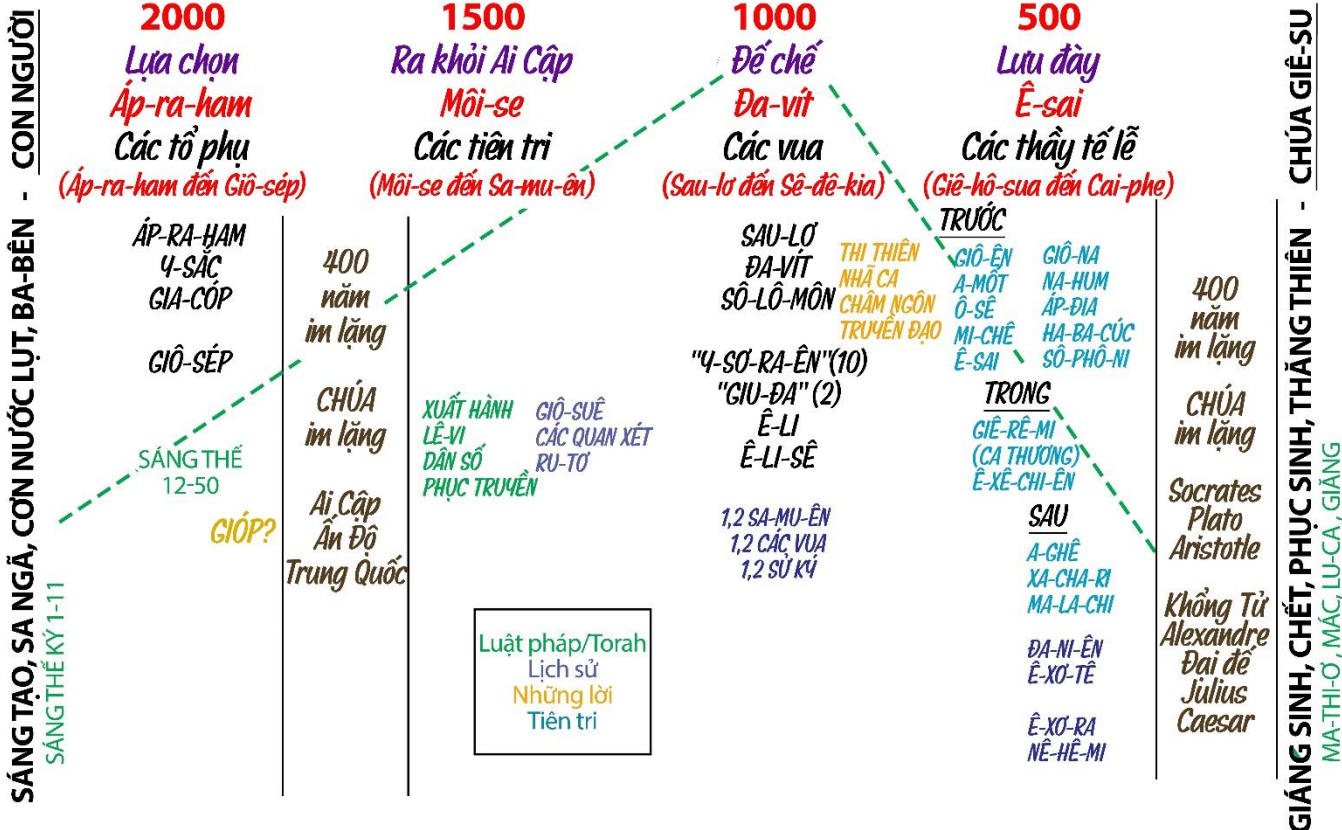 SÁNG TẠO, SA NGÃ, CƠN NƯỚC LỤT, BA-BÊN - CON NGƯỜI
SÁNG THẾ KÝ 1-11
2000
Lựa chọn
Áp-ra-ham
Các tổ phụ
(Áp-ra-ham đến Giô-sép)
ÁP-RA-HAM
Y-SẮC
GIA-CÓP
GIÔ-SÉP
SÁNG THẾ
12-50
GIÓP?
400
năm
im lặng
CHÚA
im lặng
Ai Cập
Ấn Độ
Trung Quốc
1500
Ra khỏi Ai Cập
Môi-se
Các tiên tri
(Môi-se đến Sa-mu-ên)
XUẤT HÀNH
LÊ-VI
DÂN SỐ
PHỤC TRUYỀN
GIÔ-SUÊ
CÁC QUAN XÉT
RU-TƠ
Luật pháp/Torah
Lịch sử
Những lời
Tiên tri
1000
Đế chế
Đa-vít
Các vua
(Sau-lơ đến Sê-đê-kia)
SAU-LƠ
ĐA-VÍT
SÔ-LÔ-MÔN
THI THIÊN
NHÃ CA
CHÂM NGÔN
TRUYỀN ĐẠO
"Y-SƠ-RA-ÊN"(10)
"GIU-ĐA" (2)
Ê-LI
Ê-LI-SÊ
1,2 SA-MU-ÊN
1,2 CÁC VUA
1,2 SỬ KÝ
500
Lưu đày
Ê-sai
Các thầy tế lễ
(Giê-hô-sua đến Cai-phe)
TRƯỚC
GIÔ-ÊN
A-MỐT
Ô-SÊ
MI-CHÊ
Ê-SAI
GIÔ-NA
NA-HUM
ÁP-ĐIA
HA-BA-CÚC
SÔ-PHÔ-NI
TRONG
GIÊ-RÊ-MI
(CA THƯƠNG)
Ê-XÊ-CHI-ÊN
SAU
A-GHÊ
XA-CHA-RI
MA-LA-CHI
ĐA-NI-ÊN
Ê-XƠ-TÊ
Ê-XƠ-RA
NÊ-HÊ-MI
400
năm
im lặng
CHÚA
im lặng
Socrates
Plato
Aristotle
Khổng Tử
Alexandre
Đai đế
Julius
Caesar
GIÁNG SINH, CHẾT, PHỤC SINH, THĂNG THIÊN - CHÚA GIÊ-SU
MA-THI-Ơ, MÁC, LU-CA, GIĂNG